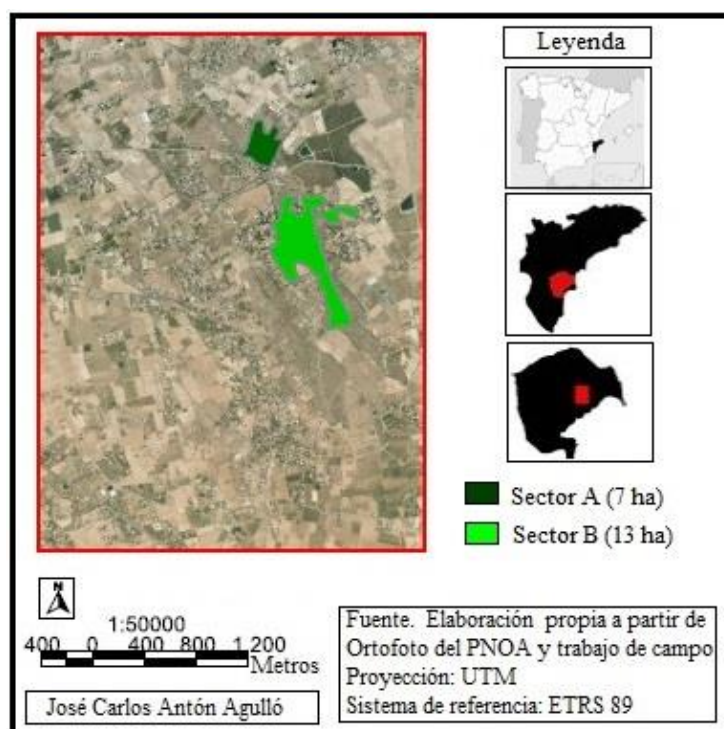 Leyenda
Sector A (7 ha)
Sector B (13 ha)
N
1:50000
400 0 400 800 1 200
Metros
José Carlos Antón Agulló
Fuente. Elaboración propia a partir de
Ortofoto del PNOA y trabajo de campo
Proyección: UTM
Sistema de referencia: ETRS 89